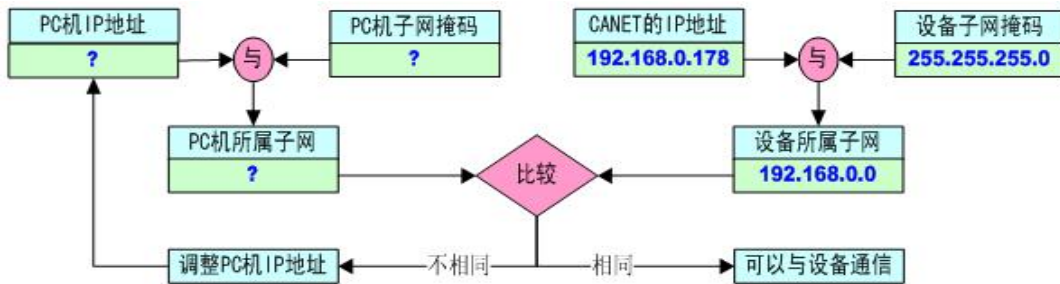 PC机IP地址
?
与
PC机子网掩码
?
CANET的IP地址
192.168.0.178
与
设备子网掩码
255.255.255.0
PC机所属子网
?
比较
设备所属子网
192.168.0.0
调整PC机IP地址
不相同
相同
可以与设备通信